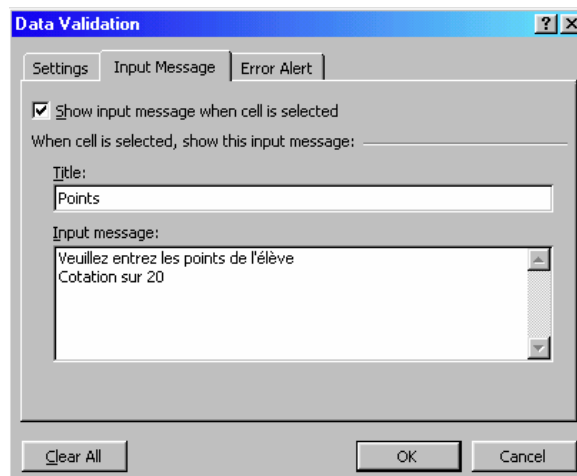 Data Validation
Settings
Input Message
Error Alert
Show input message when cell is selected
When cell is selected, show this input message:
Title:
Points
Input message:
Veuillez entrez les points de l'élève
Cotation sur 20
Clear All
OK
Cancel